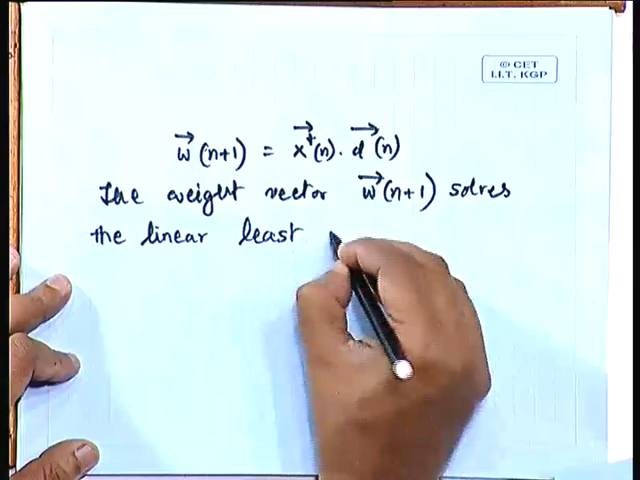 © CET
I.I.T. KGP
w⃗(n+1) = x⃗⁺(n). d⃗(n)
The weight vector w⃗(n+1) solves
the linear least